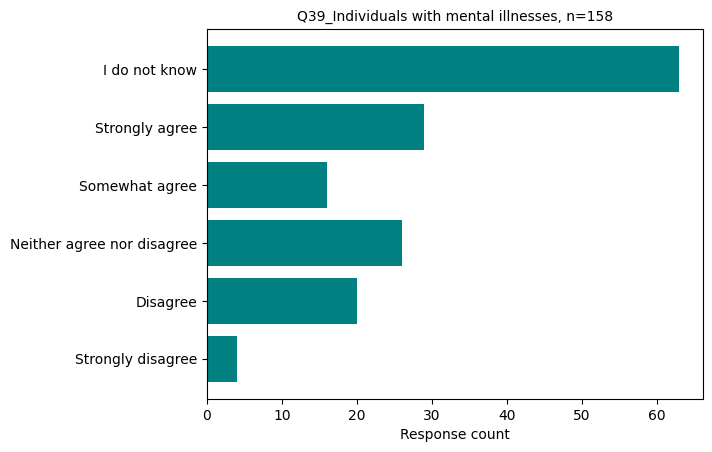 Q39_Individuals with mental illnesses, n=158
I do not know
Strongly agree
Somewhat agree
Neither agree nor disagree
Disagree
Strongly disagree
0 10 20 30 40 50 60
Response count